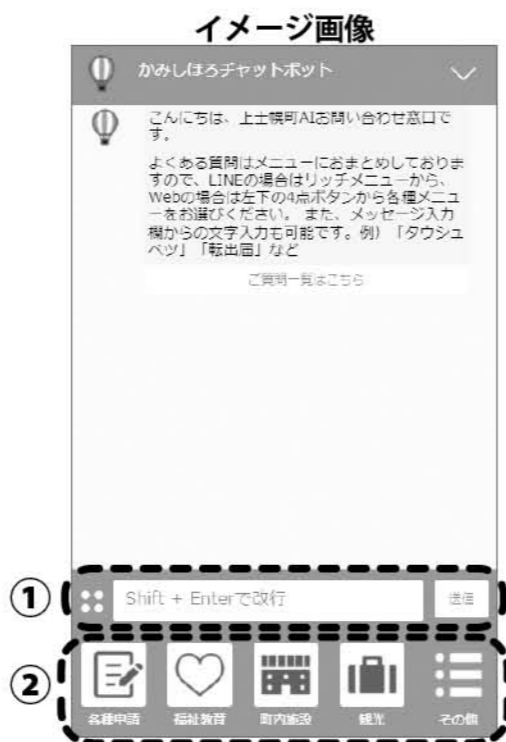 イメージ画像
かみしほろチャットボット
こんにちは、上士幌町AIお問い合わせ窓口で
す。
よくある質問はメニューにおまとめしておりま
すので、LINEの場合はリッチメニューから、
Webの場合は左下の4点ボタンから各種メニュ
ーをお選びください。 また、メッセージ入力
欄からの文字入力も可能です。例）「タウシュ
ベツ」「転出届」など
ご質問一覧はこちら
① Shift + Enterで改行 送信
②
各種申請 福祉教育 町内施設 観光 その他